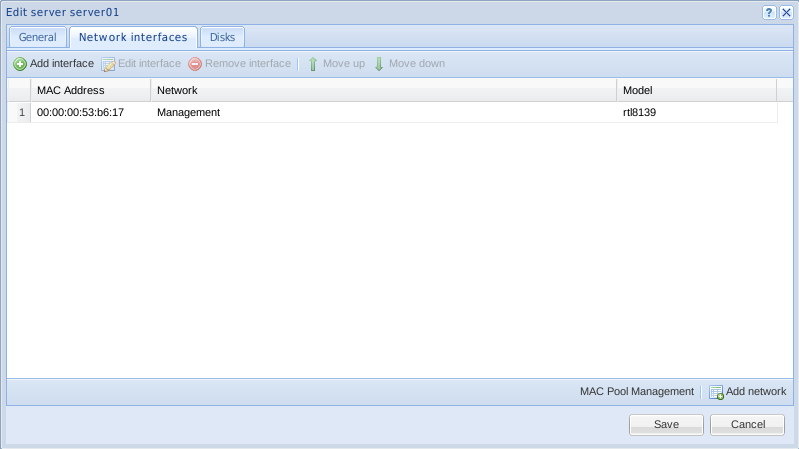 Edit server server01 ?
General Network interfaces Disks
Add interface Edit interface Remove interface Move up Move down
MAC Address Network Model
1 00:00:00:53:b6:17 Management rtl8139
MAC Pool Management Add network
Save Cancel